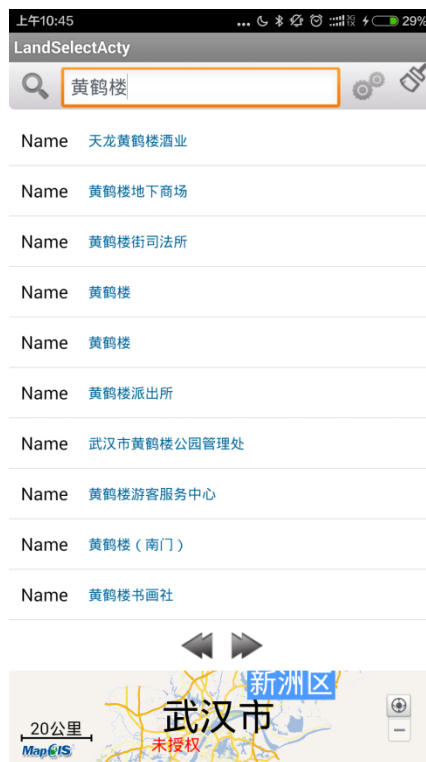 上午10:45 ... 29%
LandSelectActy
黄鹤楼
Name 天龙黄鹤楼酒业
Name 黄鹤楼地下商场
Name 黄鹤楼街司法所
Name 黄鹤楼
Name 黄鹤楼
Name 黄鹤楼派出所
Name 武汉市黄鹤楼公园管理处
Name 黄鹤楼游客服务中心
Name 黄鹤楼（南门）
Name 黄鹤楼书画社
新洲区
武汉市
20公里
未授权
MapGIS